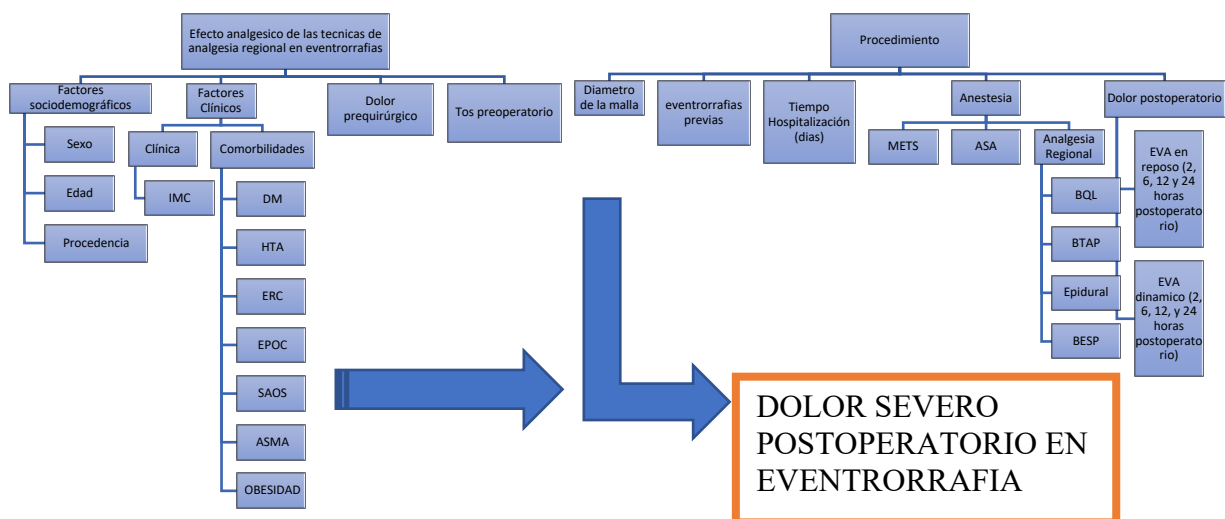 Efecto analgesico de las tecnicas de
analgesia regional en eventrorrafias
Factores
sociodemográficos
Sexo
Edad
Procedencia
Factores
Clínicos
Clínica
IMC
Comorbilidades
DM
HTA
ERC
EPOC
SAOS
ASMA
OBESIDAD
Dolor
prequirúrgico
Tos preoperatorio
Procedimiento
Diametro
de la malla
eventrorrafias
previas
Tiempo
Hospitalización
(dias)
Anestesia
METS
ASA
Analgesia
Regional
BQL
BTAP
Epidural
BESP
Dolor postoperatorio
EVA en
reposo (2,
6, 12 y 24
horas
postoperato
rio)
EVA
dinamico (2,
6, 12, y 24
horas
postoperato
rio)
DOLOR SEVERO
POSTOPERATORIO EN
EVENTRORRAFIA